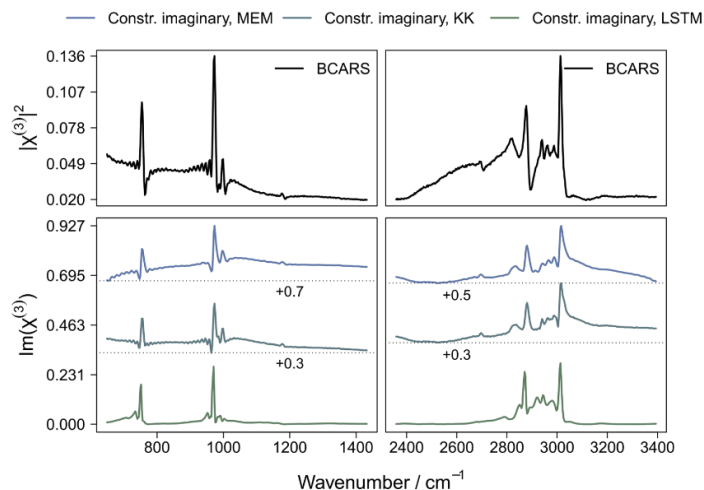 Constr. imaginary, MEM Constr. imaginary, KK Constr. imaginary, LSTM
0.136
0.107
0.078
0.049
0.020
|χ⁽³⁾|²
BCARS
BCARS
0.927
0.695
0.463
0.231
0.000
Im(χ⁽³⁾)
+0.7
+0.3
+0.5
+0.3
800 1000 1200 1400
2400 2600 2800 3000 3200 3400
Wavenumber / cm⁻¹